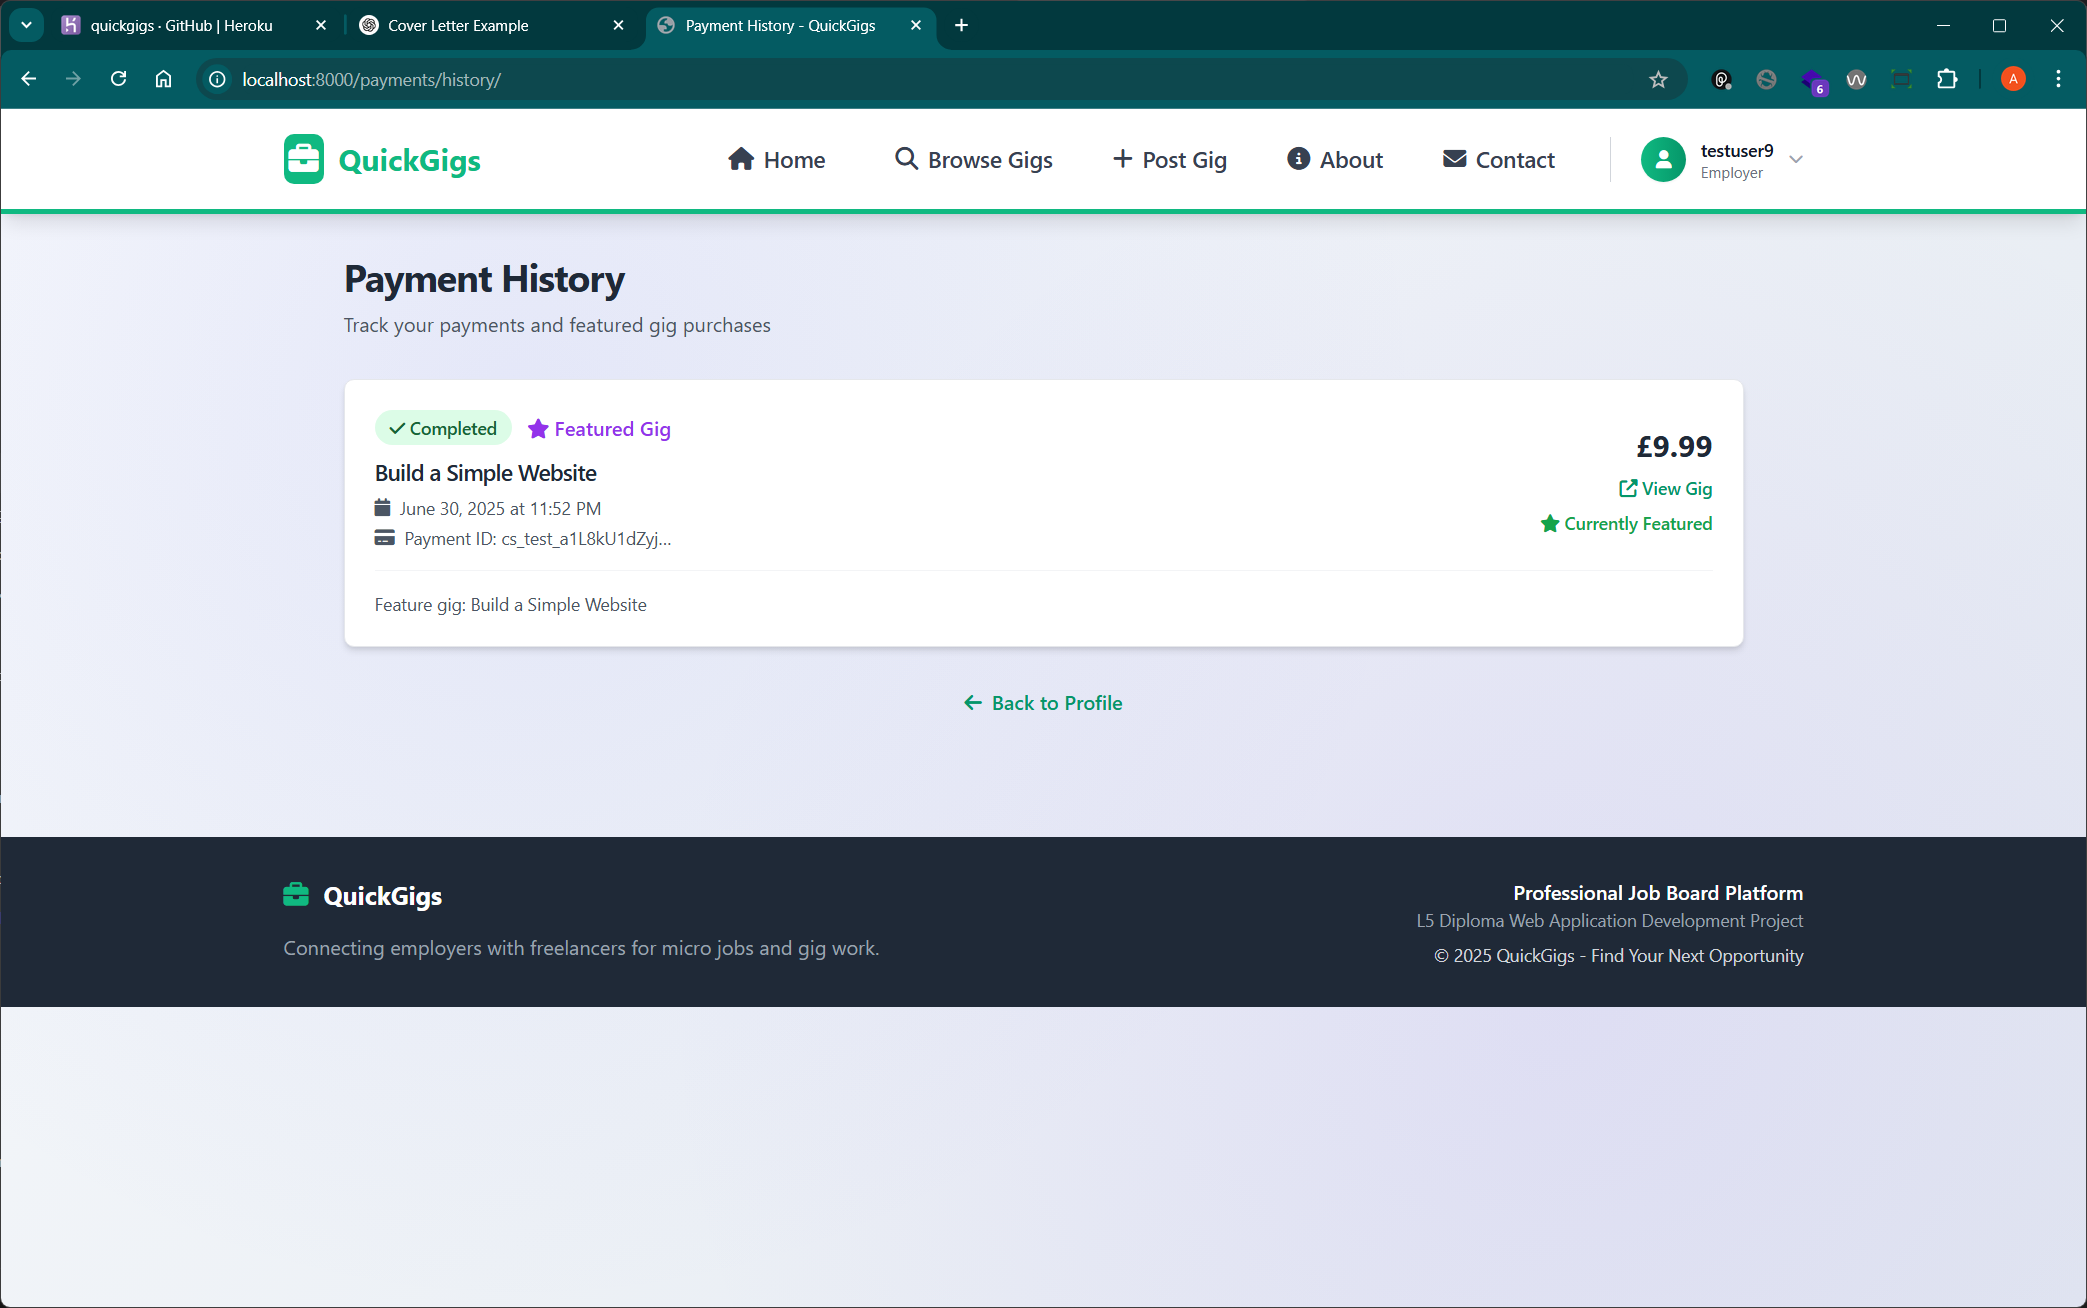 quickgigs · GitHub | Heroku
Cover Letter Example
Payment History - QuickGigs
localhost:8000/payments/history/
6
A
QuickGigs
Home
Browse Gigs
Post Gig
About
Contact
testuser9
Employer
Payment History
Track your payments and featured gig purchases
Completed
Featured Gig
£9.99
Build a Simple Website
View Gig
June 30, 2025 at 11:52 PM
Currently Featured
Payment ID: cs_test_a1L8kU1dZyj...
Feature gig: Build a Simple Website
Back to Profile
QuickGigs
Connecting employers with freelancers for micro jobs and gig work.
Professional Job Board Platform
L5 Diploma Web Application Development Project
© 2025 QuickGigs - Find Your Next Opportunity